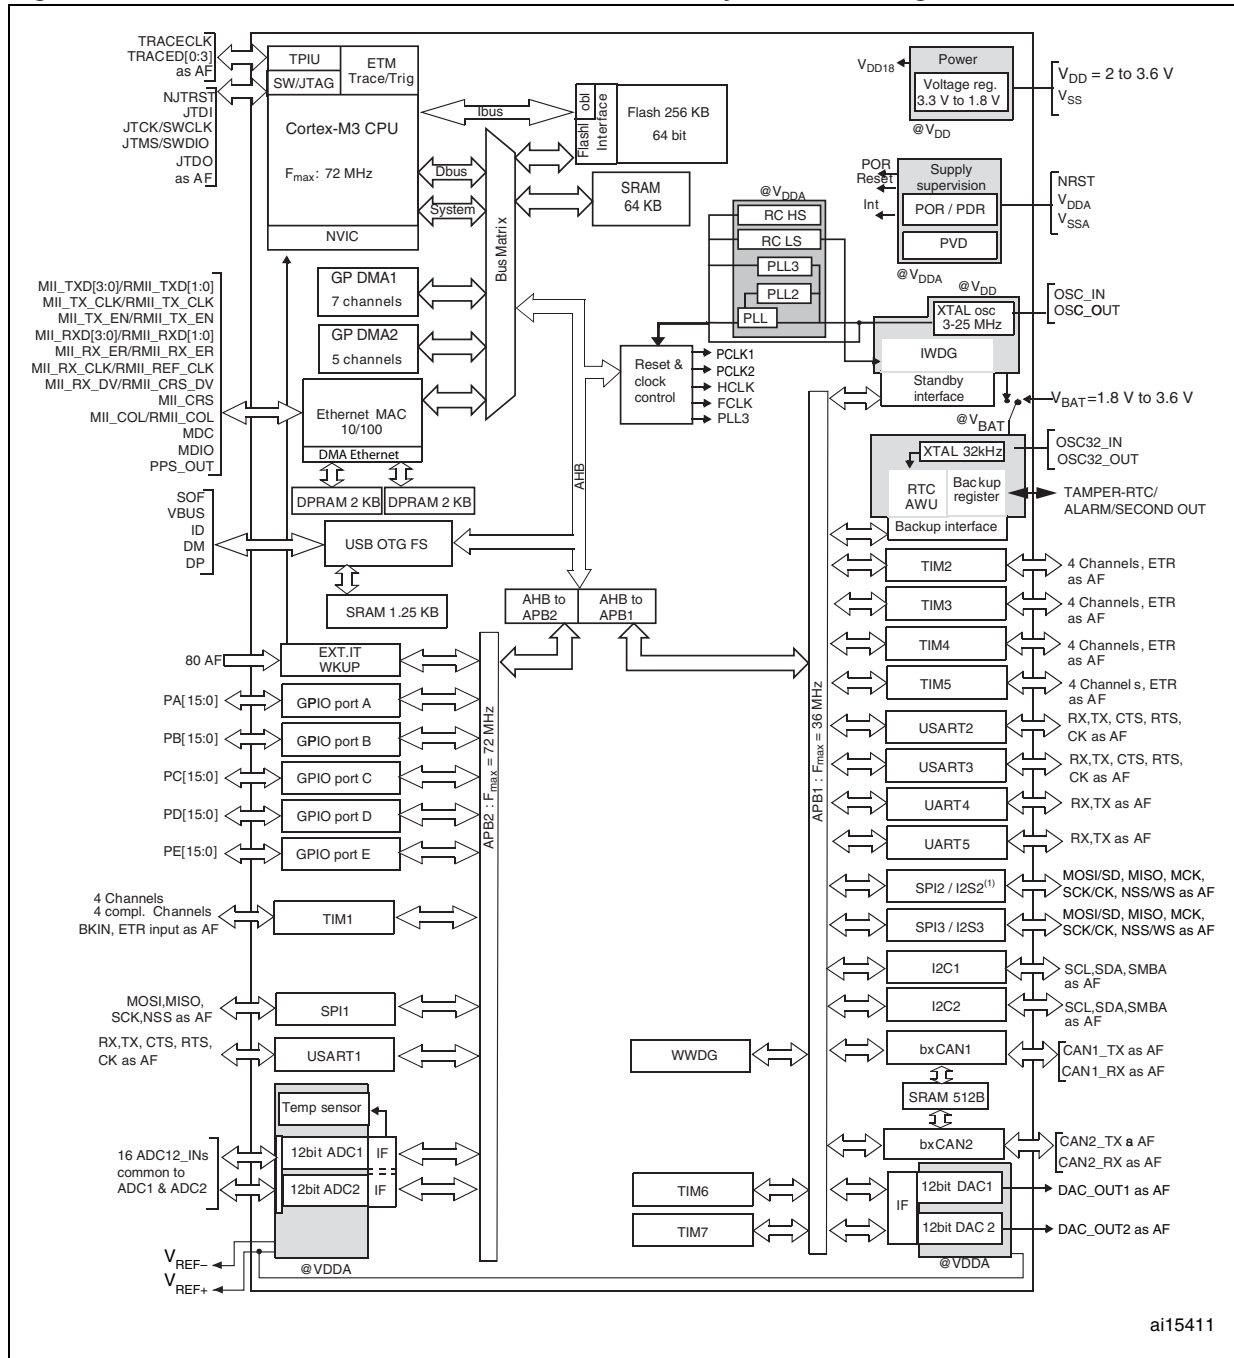 TRACECLK
TRACED[0:3]
as AF
NJTRST
JTDI
JTCK/SWCLK
JTMS/SWDIO
JTDO
as AF
TPIU
SW/JTAG
ETM
Trace/Trig
Cortex-M3 CPU
Fmax: 72 MHz
NVIC
Ibus
Dbus
System
Bus Matrix
Flashl obl
Interface
Flash 256 KB
64 bit
SRAM
64 KB
GP DMA1
7 channels
GP DMA2
5 channels
MII_TXD[3:0]/RMII_TXD[1:0]
MII_TX_CLK/RMII_TX_CLK
MII_TX_EN/RMII_TX_EN
MII_RXD[3:0]/RMII_RXD[1:0]
MII_RX_ER/RMII_RX_ER
MII_RX_CLK/RMII_REF_CLK
MII_RX_DV/RMII_CRS_DV
MII_CRS
MII_COL/RMII_COL
MDC
MDIO
PPS_OUT
Ethernet MAC
10/100
DMA Ethernet
DPRAM 2 KB
DPRAM 2 KB
SOF
VBUS
ID
DM
DP
USB OTG FS
SRAM 1.25 KB
AHB
VDD18
Power
Voltage reg.
3.3 V to 1.8 V
@VDD
VDD = 2 to 3.6 V
VSS
POR
Reset
Int
Supply
supervision
POR / PDR
PVD
@VDDA
NRST
VDDA
VSSA
@VDDA
RC HS
RC LS
PLL3
PLL2
PLL
@VDD
XTAL osc
3-25 MHz
IWDG
Standby
interface
OSC_IN
OSC_OUT
Reset &
clock
control
PCLK1
PCLK2
HCLK
FCLK
PLL3
VBAT=1.8 V to 3.6 V
@VBAT
XTAL 32kHz
RTC
AWU
Backup
register
Backup interface
OSC32_IN
OSC32_OUT
TAMPER-RTC/
ALARM/SECOND OUT
AHB to
APB2
AHB to
APB1
80 AF
EXT.IT
WKUP
PA[15:0]
GPIO port A
PB[15:0]
GPIO port B
PC[15:0]
GPIO port C
PD[15:0]
GPIO port D
PE[15:0]
GPIO port E
4 Channels
4 compl. Channels
BKIN, ETR input as AF
TIM1
MOSI,MISO,
SCK,NSS as AF
SPI1
RX,TX, CTS, RTS,
CK as AF
USART1
Temp sensor
16 ADC12_INs
common to
ADC1 & ADC2
12bit ADC1
IF
12bit ADC2
IF
VREF–
VREF+
@VDDA
APB2 : Fmax = 72 MHz
APB1 : Fmax = 36 MHz
TIM2
4 Channels, ETR
as AF
TIM3
4 Channels, ETR
as AF
TIM4
4 Channels, ETR
as AF
TIM5
4 Channels, ETR
as AF
USART2
RX,TX, CTS, RTS,
CK as AF
USART3
RX,TX, CTS, RTS,
CK as AF
UART4
RX,TX as AF
UART5
RX,TX as AF
SPI2 / I2S2(1)
MOSI/SD, MISO, MCK,
SCK/CK, NSS/WS as AF
SPI3 / I2S3
MOSI/SD, MISO, MCK,
SCK/CK, NSS/WS as AF
I2C1
SCL,SDA,SMBA
as AF
I2C2
SCL,SDA,SMBA
as AF
WWDG
bxCAN1
CAN1_TX as AF
CAN1_RX as AF
SRAM 512B
bxCAN2
CAN2_TX a AF
CAN2_RX as AF
TIM6
TIM7
IF
12bit DAC1
12bit DAC 2
DAC_OUT1 as AF
DAC_OUT2 as AF
@VDDA
ai15411